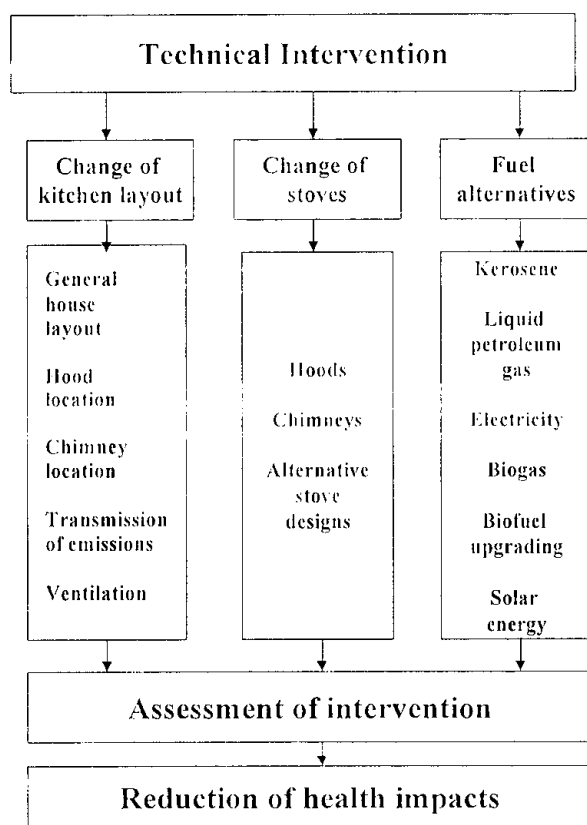 Technical Intervention
Change of
kitchen layout
Change of
stoves
Fuel
alternatives
General
house
layout
Hood
location
Chimney
location
Transmission
of emissions
Ventilation
Hoods
Chimneys
Alternative
stove
designs
Kerosene
Liquid
petroleum
gas
Electricity
Biogas
Biofuel
upgrading
Solar
energy
Assessment of intervention
Reduction of health impacts